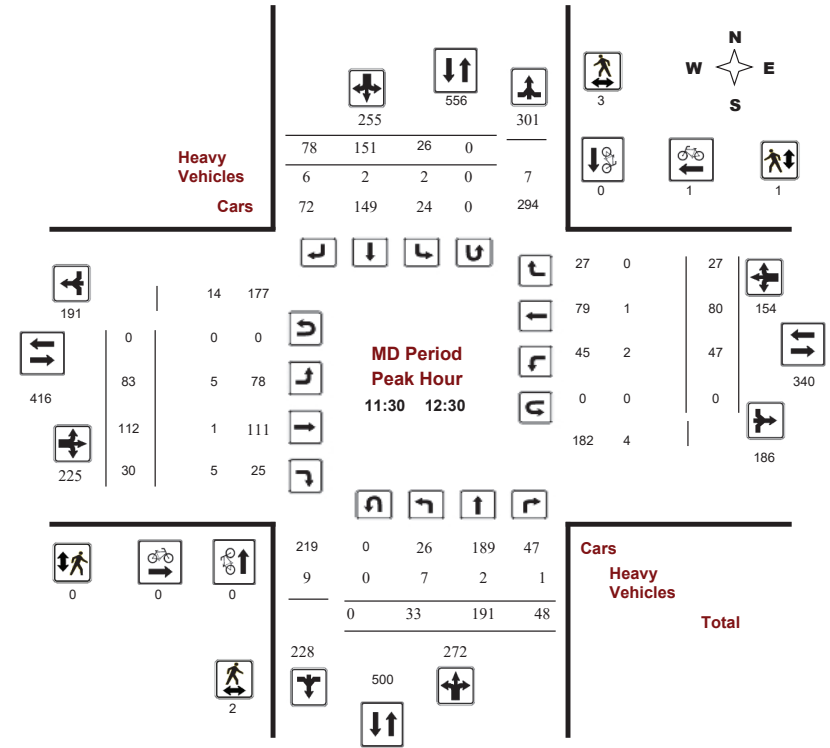 N
W E
S
556
3
255 301
78 151 26 0
Heavy
Vehicles
6 2 2 0 7
Cars 72 149 24 0 294
0 1 1
27 0 27
191 14 177
79 1 80 154
0 0 0
MD Period
45 2 47
416 83 5 78
Peak Hour
340
11:30 12:30
0 0 0
112 1 111
182 4 186
225 30 5 25
219 0 26 189 47 Cars
9 0 7 2 1 Heavy
Vehicles
0 0 0
0 33 191 48 Total
228 272
500
2